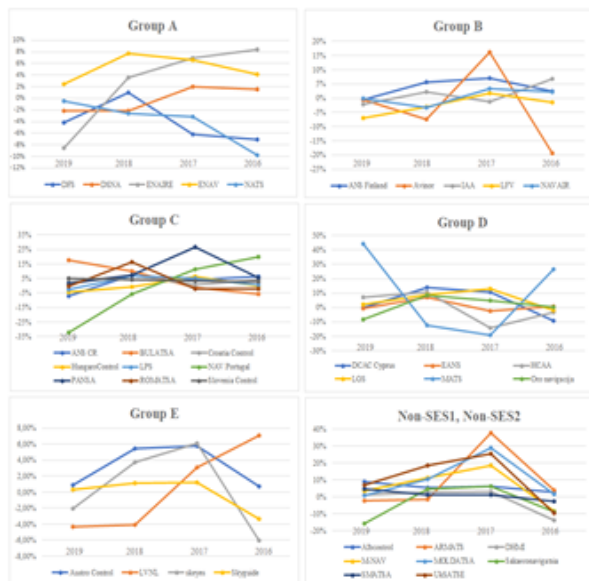 Group A
10%
8%
6%
4%
2%
0%
-2%
-4%
-6%
-8%
-10%
-12%
2019 2018 2017 2016
DFS DSNA ENAIRE ENAV NATS
Group B
20%
15%
10%
5%
0%
-5%
-10%
-15%
-20%
-25%
2019 2018 2017 2016
ANS Finland Avinor IAA LFV NAVAIR
Group C
2019 2018 2017 2016
ANS CR BULATSA Croatia Control
HungaroControl LPS NAV Portugal
PANSA ROMATSA Slovenia Control
Group D
50%
40%
30%
20%
10%
0%
-10%
-20%
-30%
2019 2018 2017 2016
DCAC Cyprus EANS HCAA
LGS MATS Oro navigacija
Group E
8,00%
6,00%
4,00%
2,00%
0,00%
-2,00%
-4,00%
-6,00%
-8,00%
2019 2018 2017 2016
Austro Control LVNL skeyes Skyguide
Non-SES1, Non-SES2
40%
30%
20%
10%
0%
-10%
-20%
2019 2018 2017 2016
Albcontrol ARMATS DHMI
M-NAV MOLDATSA Sakaeronavigatsia
SMATSA UkSATSE